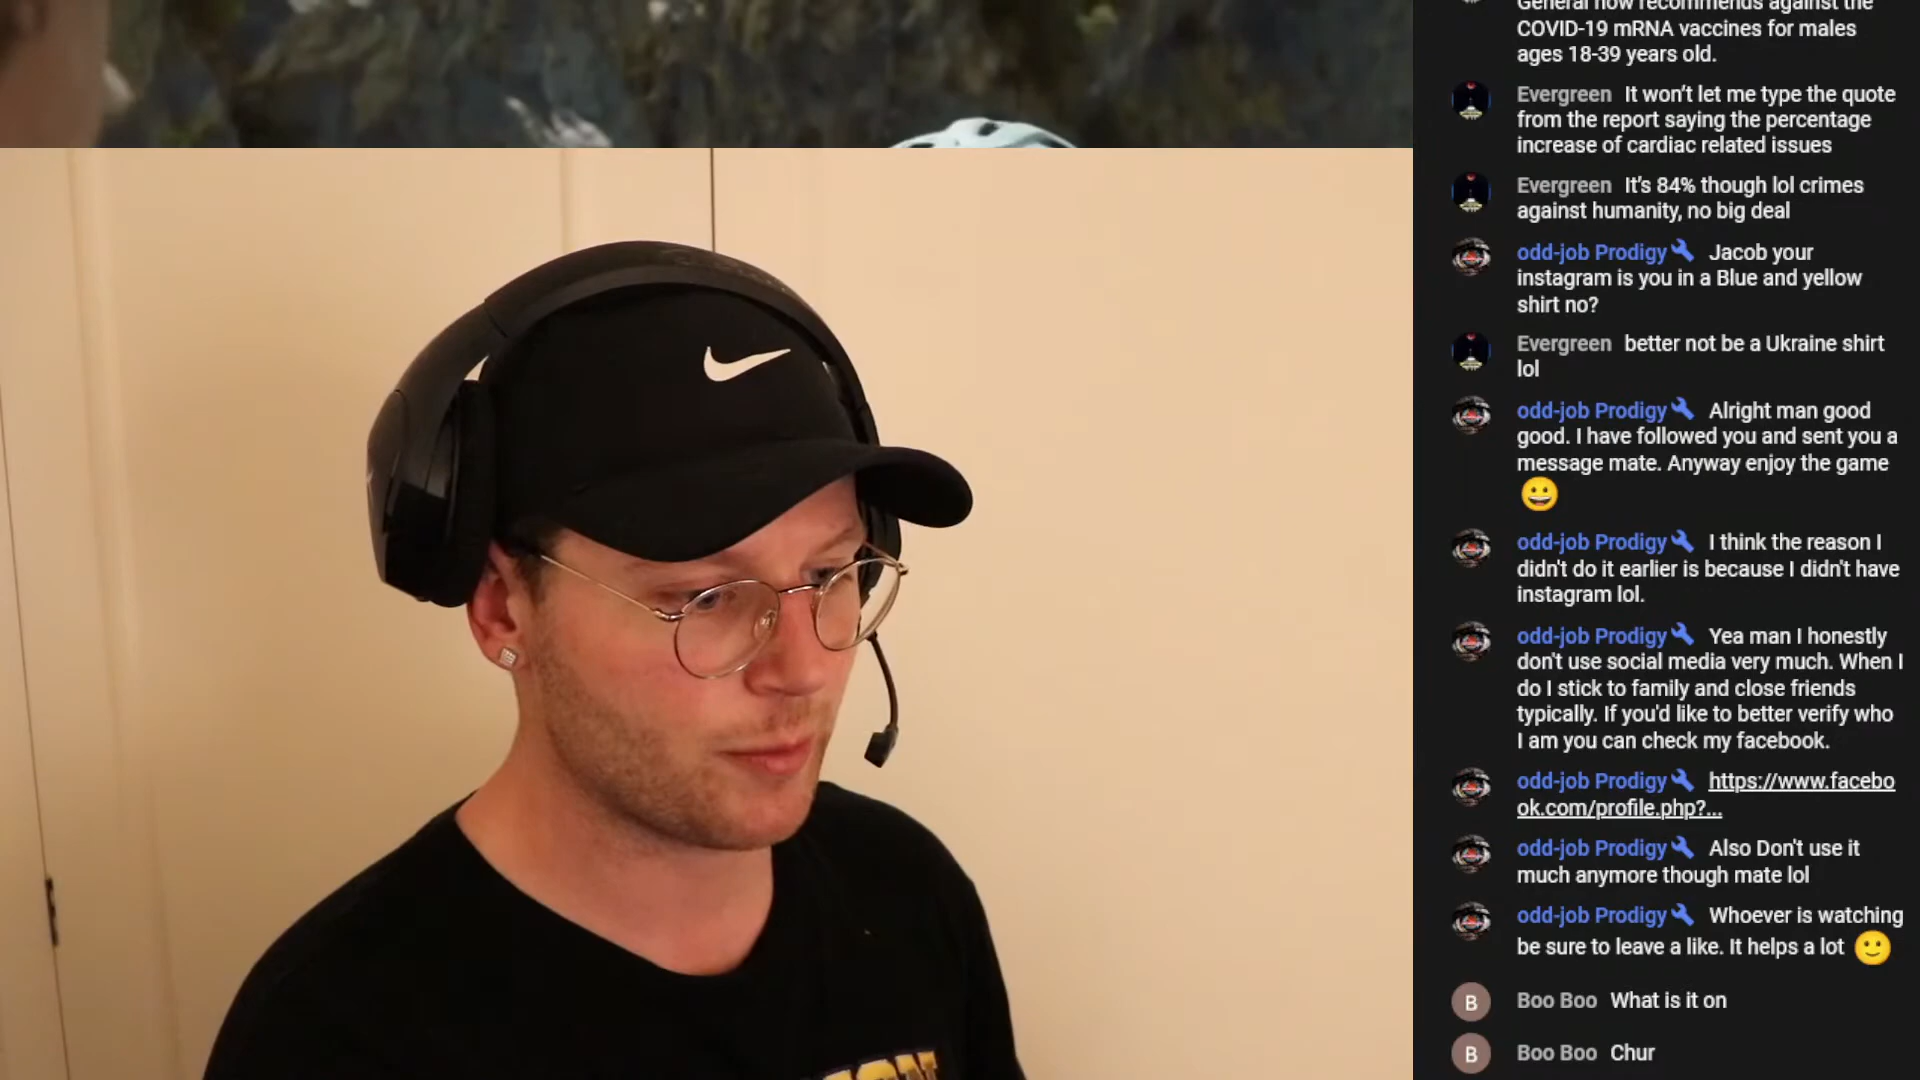 General now recommends against the
COVID-19 mRNA vaccines for males
ages 18-39 years old.
Evergreen It won't let me type the quote
from the report saying the percentage
increase of cardiac related issues
Evergreen It's 84% though lol crimes
against humanity, no big deal
odd-job Prodigy Jacob your
instagram is you in a Blue and yellow
shirt no?
Evergreen better not be a Ukraine shirt
lol
odd-job Prodigy Alright man good
good. I have followed you and sent you a
message mate. Anyway enjoy the game
😀
odd-job Prodigy I think the reason I
didn't do it earlier is because I didn't have
instagram lol.
odd-job Prodigy Yea man I honestly
don't use social media very much. When I
do I stick to family and close friends
typically. If you'd like to better verify who
I am you can check my facebook.
odd-job Prodigy https://www.facebo
ok.com/profile.php?...
odd-job Prodigy Also Don't use it
much anymore though mate lol
odd-job Prodigy Whoever is watching
be sure to leave a like. It helps a lot 🙂
B Boo Boo What is it on
B Boo Boo Chur